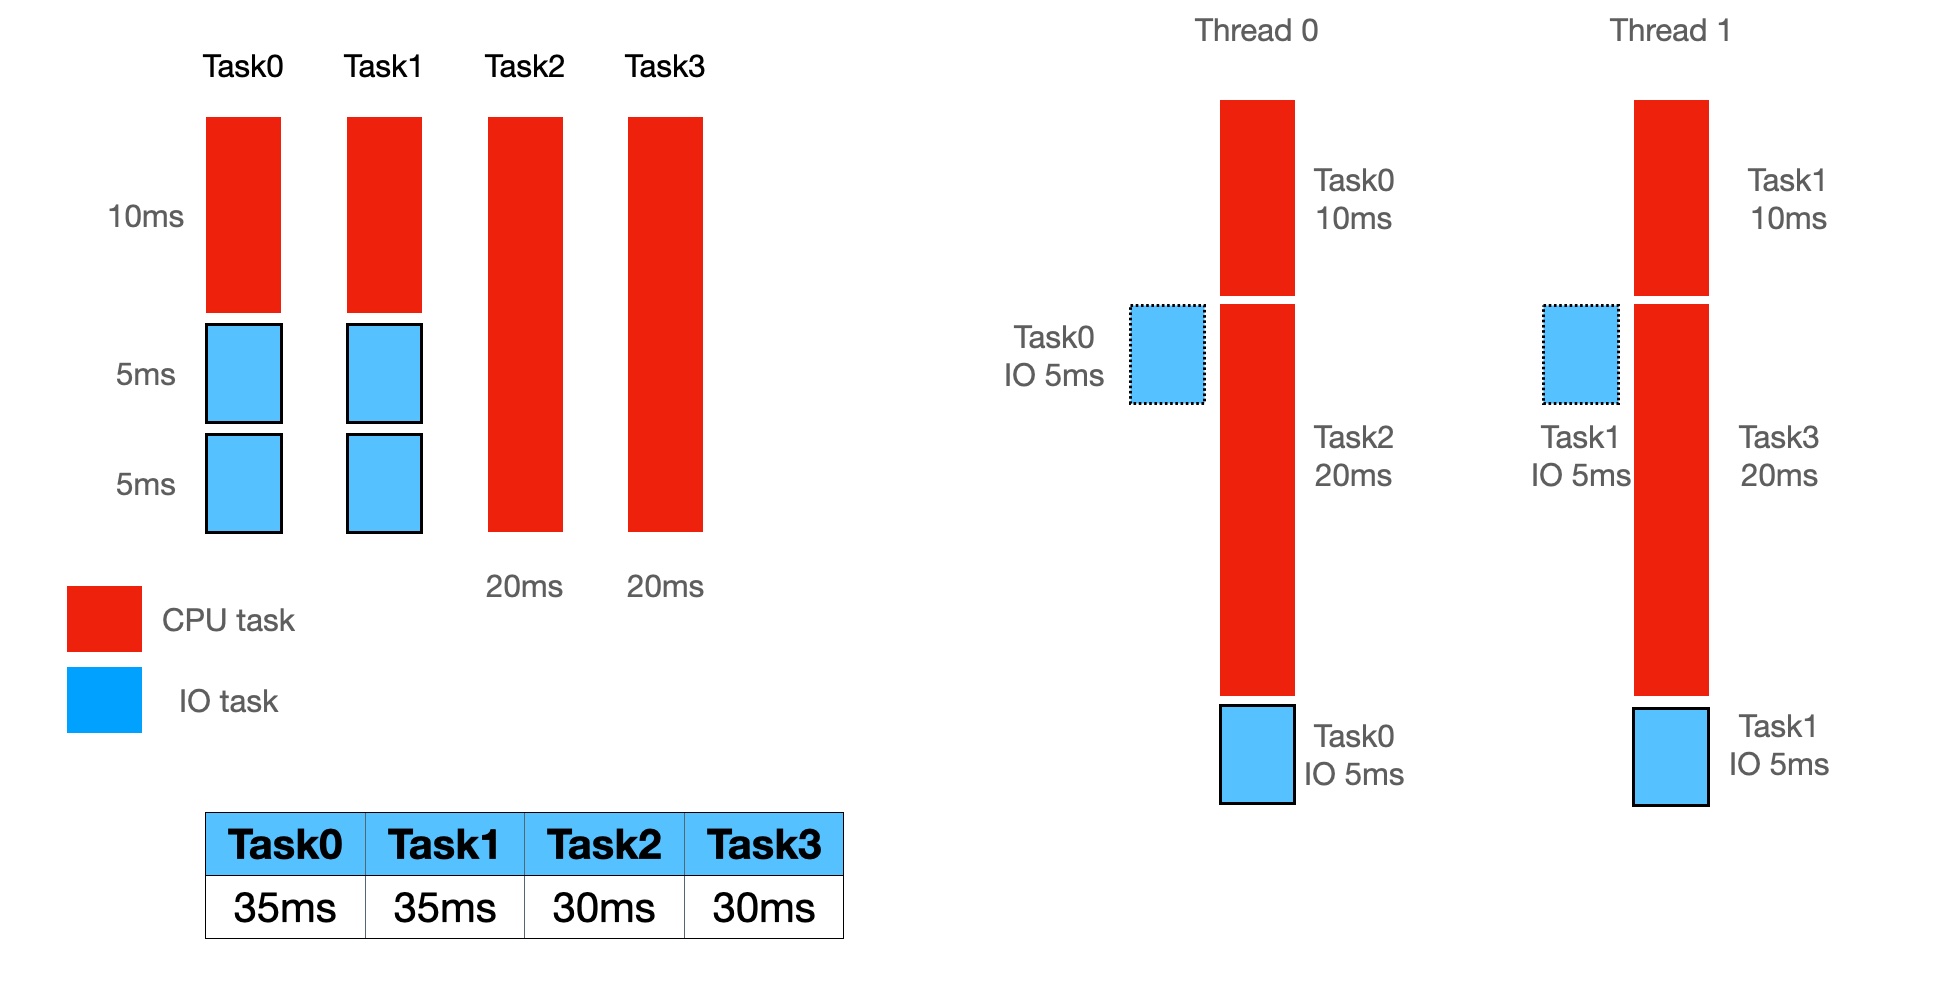 Task0 Task1 Task2 Task3
10ms
5ms
5ms
20ms 20ms
CPU task
IO task
Task0 Task1 Task2 Task3
35ms 35ms 30ms 30ms
Thread 0
Task0
10ms
Task0
IO 5ms
Task2
20ms
Task0
IO 5ms
Thread 1
Task1
10ms
Task1
IO 5ms
Task3
20ms
Task1
IO 5ms